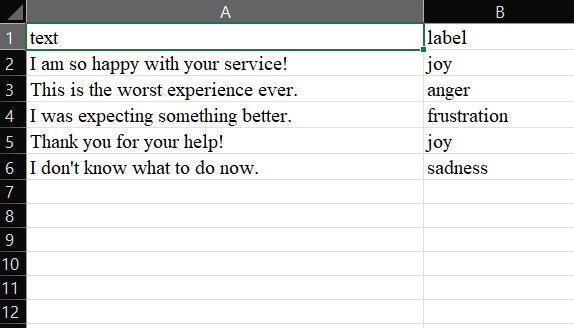 A B
1 text label
2 I am so happy with your service! joy
3 This is the worst experience ever. anger
4 I was expecting something better. frustration
5 Thank you for your help! joy
6 I don't know what to do now. sadness
7
8
9
10
11
12